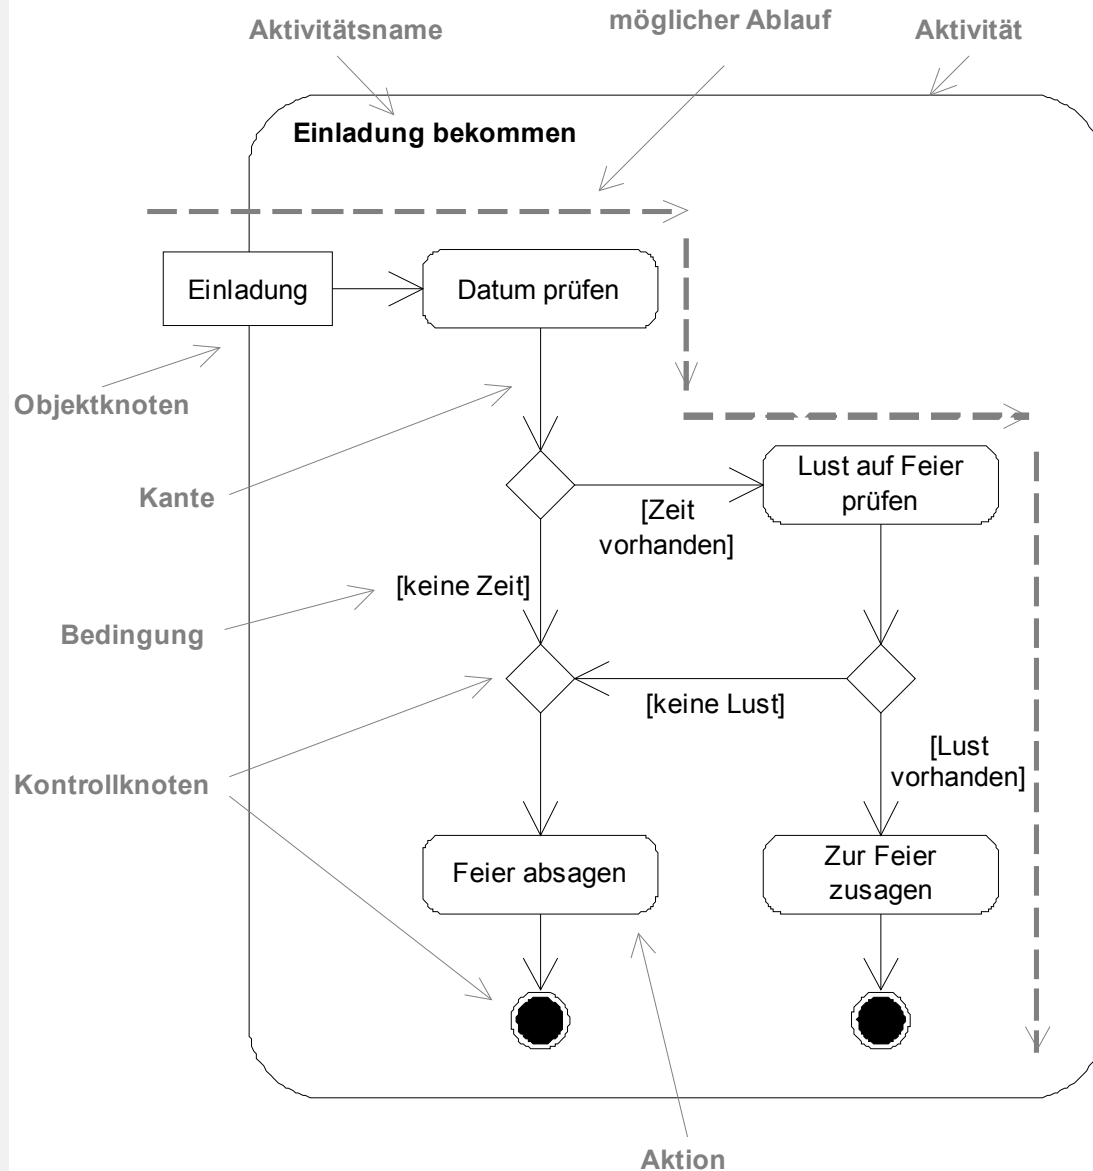 möglicher Ablauf
Aktivitätsname
Aktivität
Einladung bekommen
Einladung
Datum prüfen
Objektknoten
Kante
Lust auf Feier
prüfen
[Zeit
vorhanden]
[keine Zeit]
Bedingung
[keine Lust]
[Lust
vorhanden]
Kontrollknoten
Feier absagen
Zur Feier
zusagen
Aktion